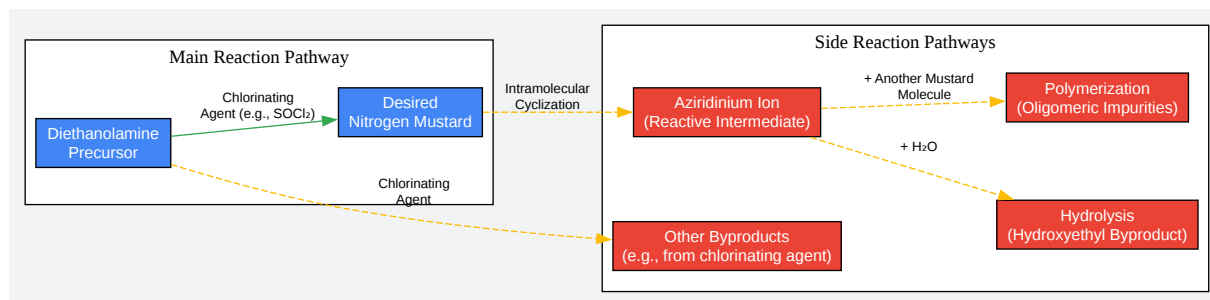 Main Reaction Pathway
Diethanolamine
Precursor
Chlorinating
Agent (e.g., SOCl₂)
Desired
Nitrogen Mustard
Chlorinating
Agent
Intramolecular
Cyclization
Side Reaction Pathways
Aziridinium Ion
(Reactive Intermediate)
+ Another Mustard
Molecule
Polymerization
(Oligomeric Impurities)
+ H₂O
Hydrolysis
(Hydroxyethyl Byproduct)
Other Byproducts
(e.g., from chlorinating agent)